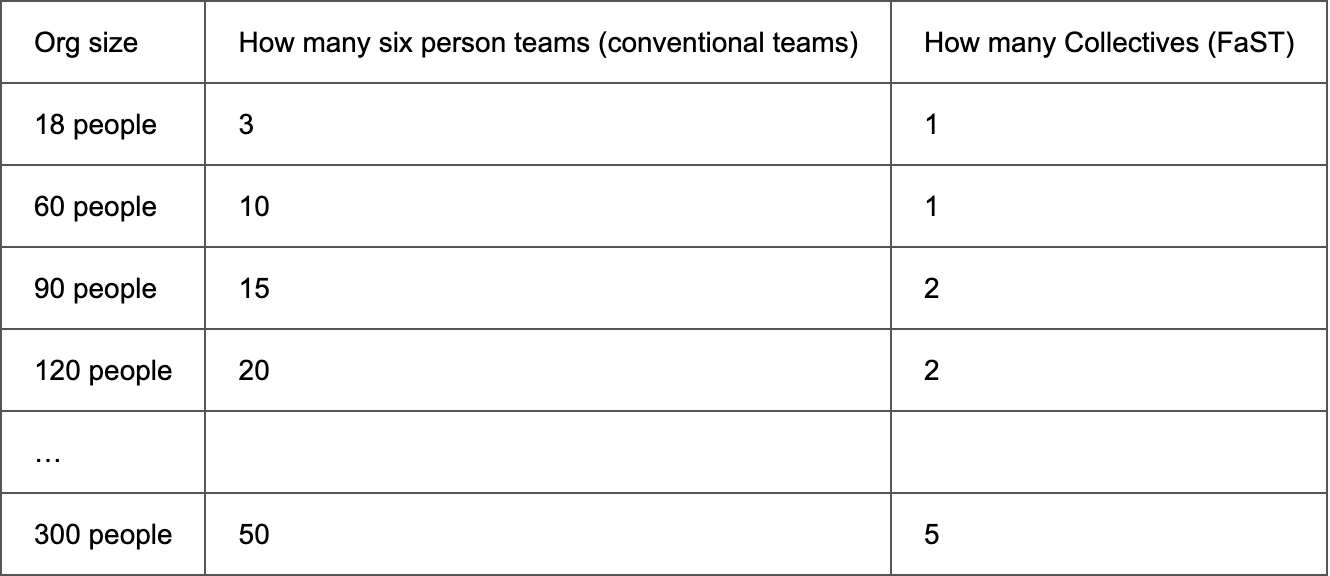 Org size How many six person teams (conventional teams) How many Collectives (FaST)
18 people 3 1
60 people 10 1
90 people 15 2
120 people 20 2
…
300 people 50 5